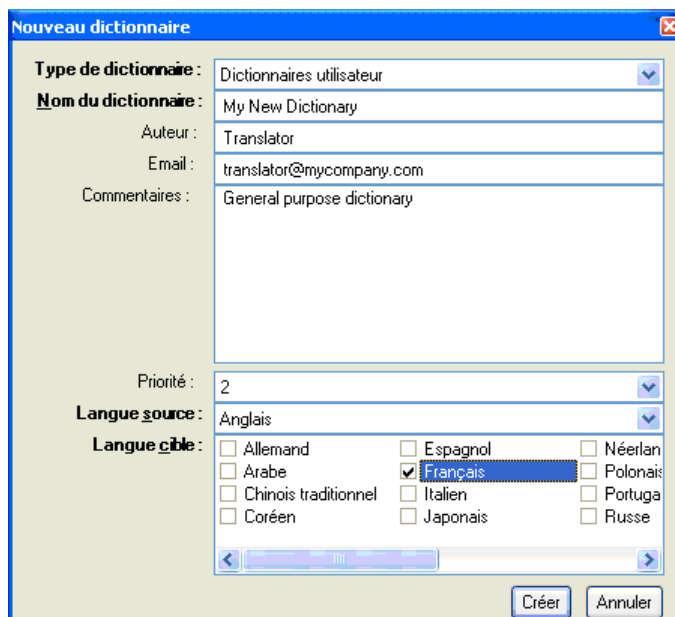 Nouveau dictionnaire
Type de dictionnaire : Dictionnaires utilisateur
Nom du dictionnaire : My New Dictionary
Auteur : Translator
Email : translator@mycompany.com
Commentaires : General purpose dictionary
Priorité : 2
Langue source : Anglais
Langue cible : Allemand Espagnol Néerlan
Arabe Français Polonais
Chinois traditionnel Italien Portuga
Coréen Japonais Russe
Créer Annuler